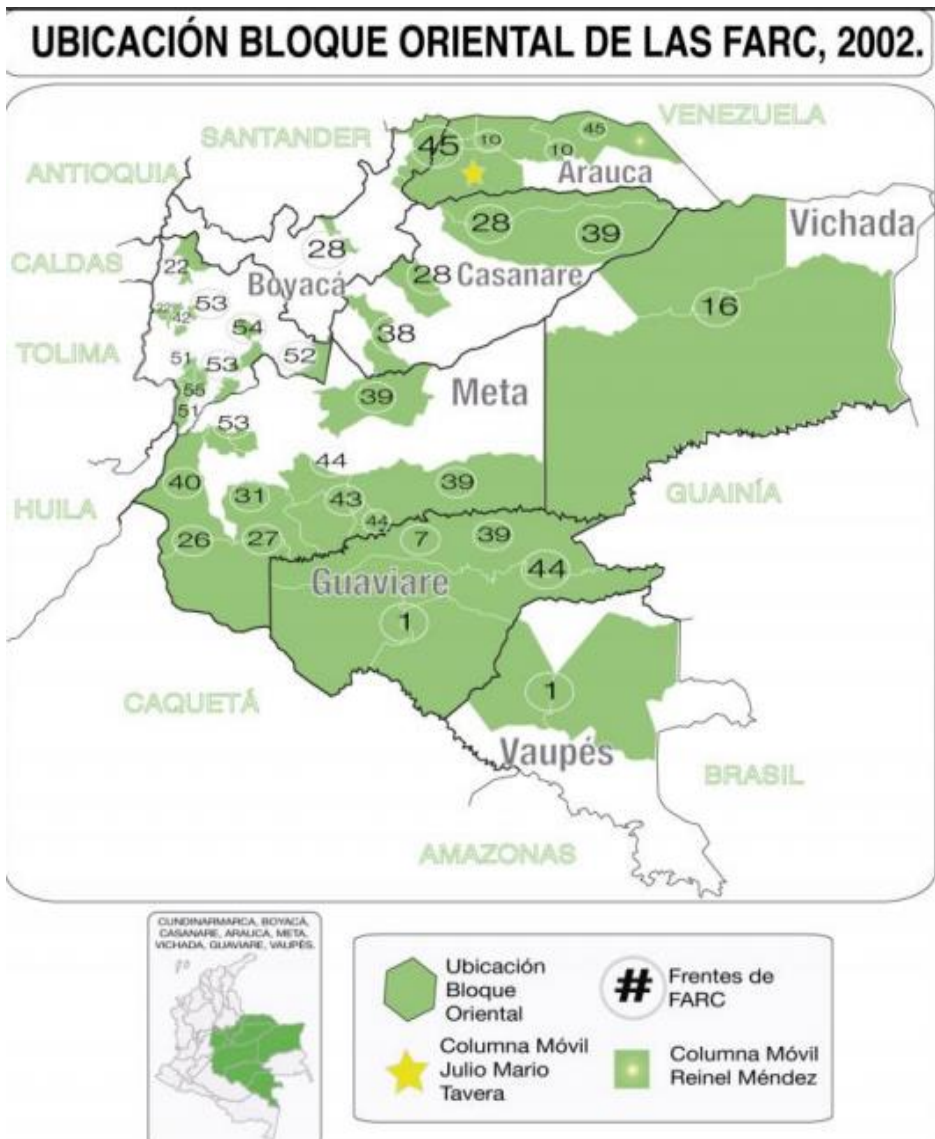 UBICACIÓN BLOQUE ORIENTAL DE LAS FARC, 2002.
VENEZUELA
SANTANDER
45
10
10
45
ANTIOQUIA
Arauca
28
39
Vichada
28
CALDAS
22
Boyacá
28
Casanare
53
42
16
54
38
TOLIMA
51
53
52
55
39
Meta
51
53
44
40
31
43
39
GUAINÍA
HUILA
44
26
27
7
39
Guaviare
44
1
CAQUETÁ
1
Vaupés
BRASIL
AMAZONAS
CUNDINARMARCA, BOYACÁ,
CASANARE, ARAUCA, META.
VICHADA, GUAVIARE, VAUPÉS.
Ubicación
Bloque
Oriental
# Frentes de
FARC
Columna Móvil
Julio Mario
Tavera
Columna Móvil
Reinel Méndez